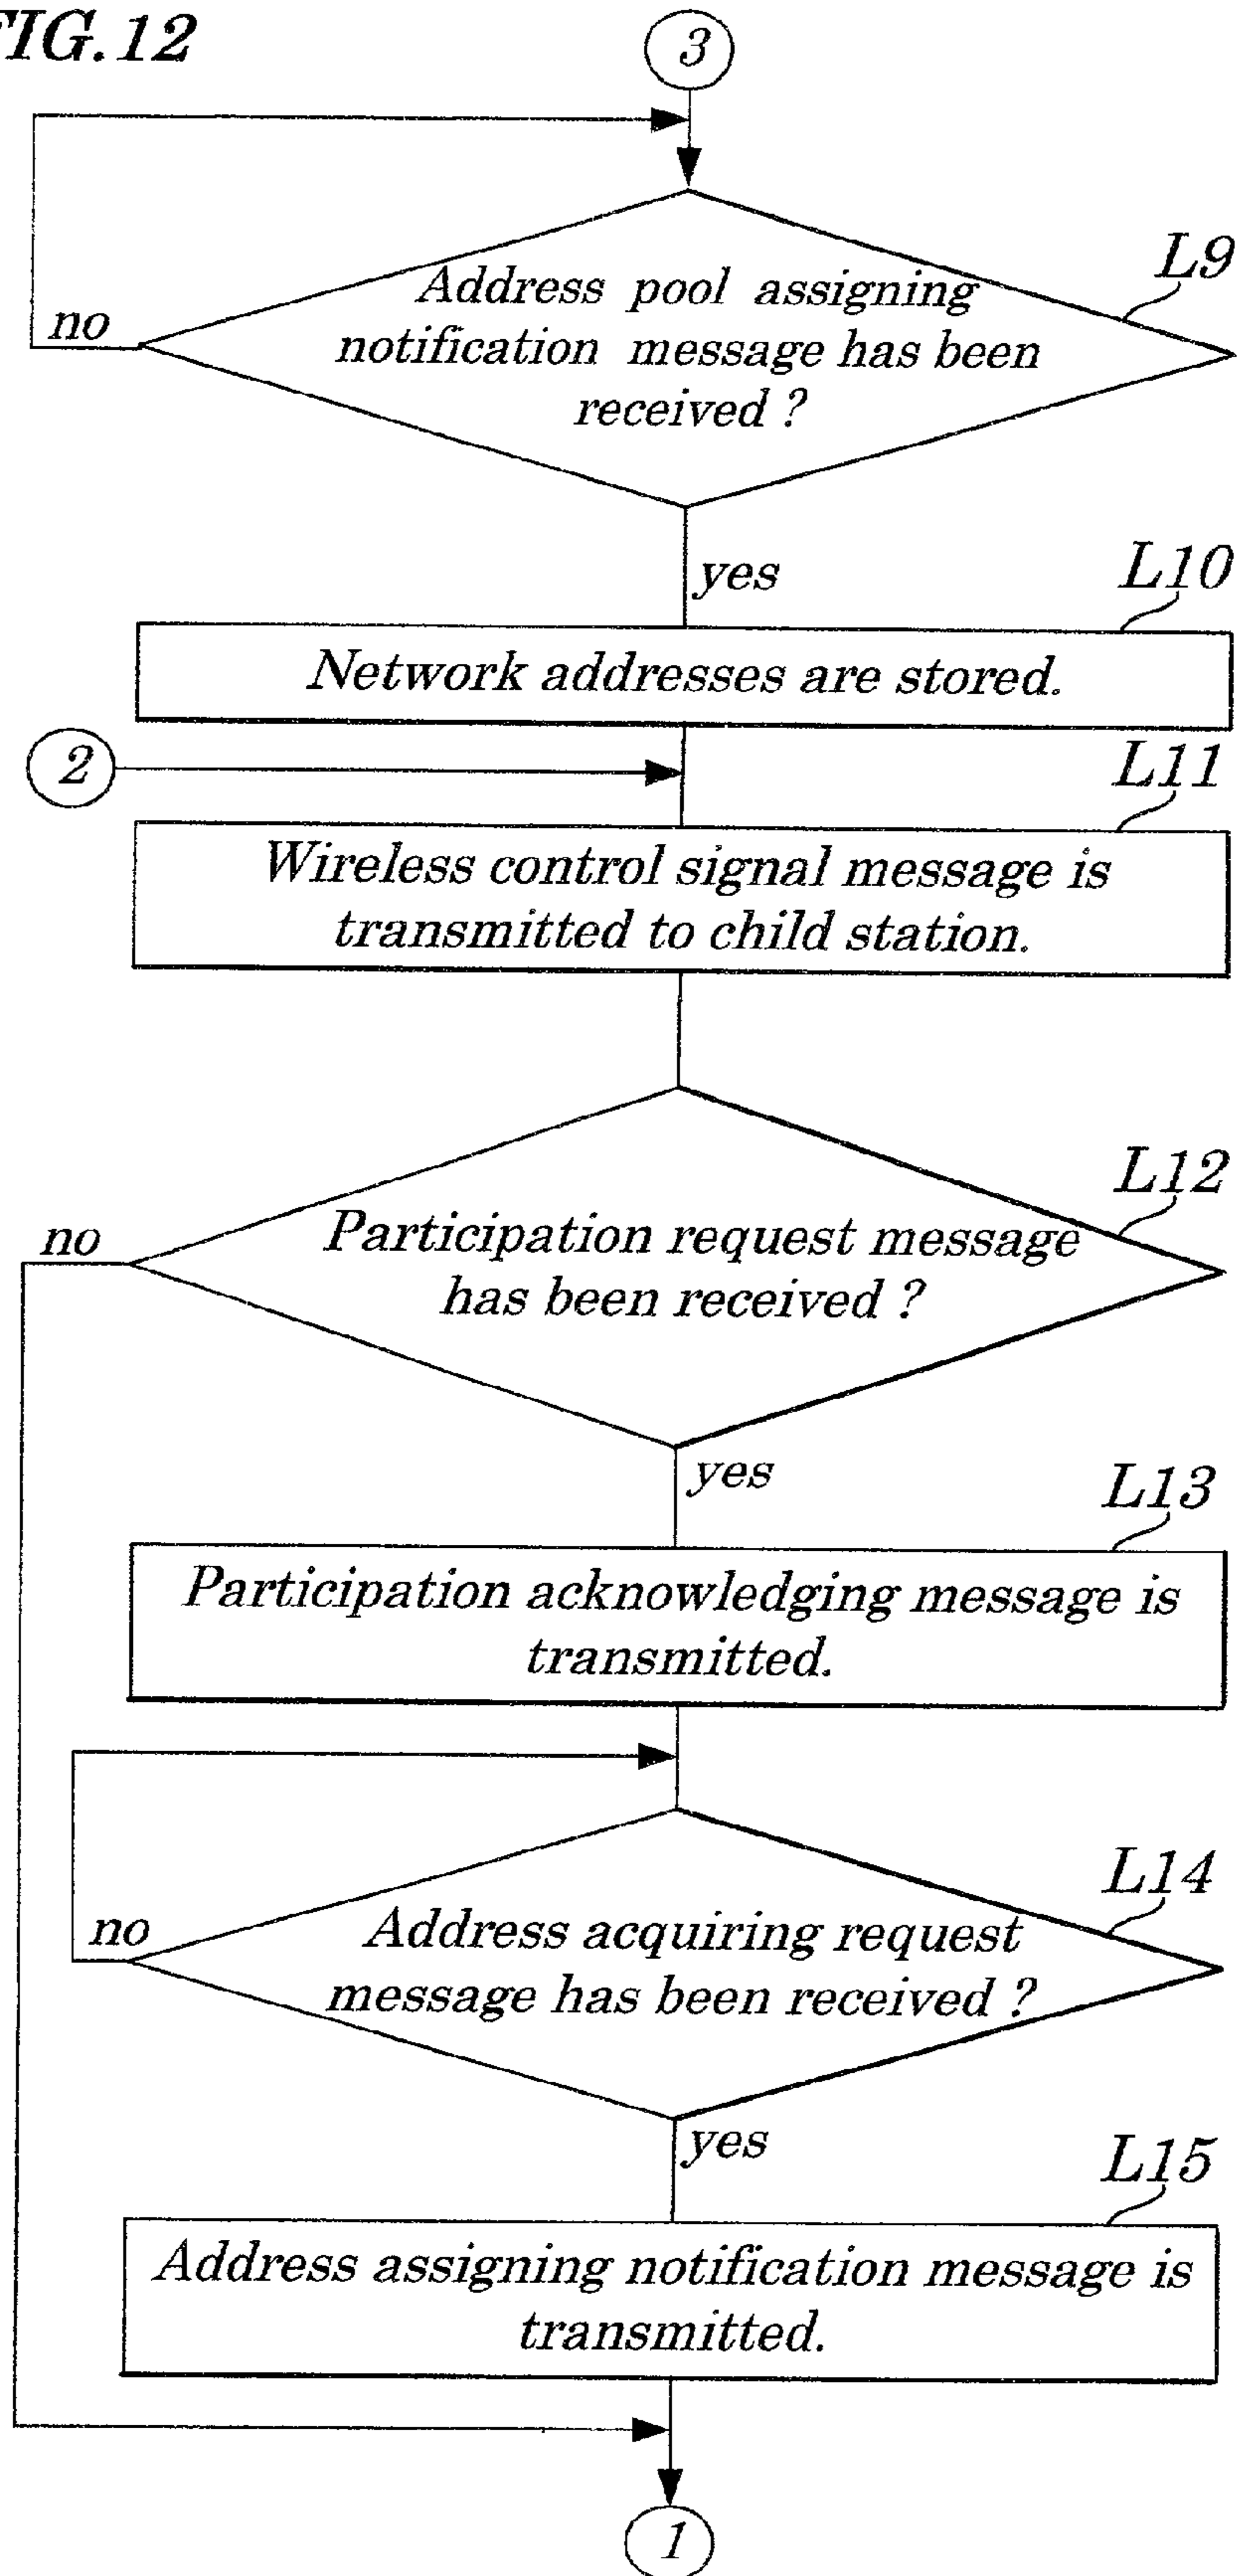 FIG.12
3
L9
Address pool assigning
notification message has been
received ?
no
yes
L10
Network addresses are stored.
2
L11
Wireless control signal message is
transmitted to child station.
L12
no
Participation request message
has been received ?
yes
L13
Participation acknowledging message is
transmitted.
L14
no
Address acquiring request
message has been received ?
yes
L15
Address assigning notification message is
transmitted.
1